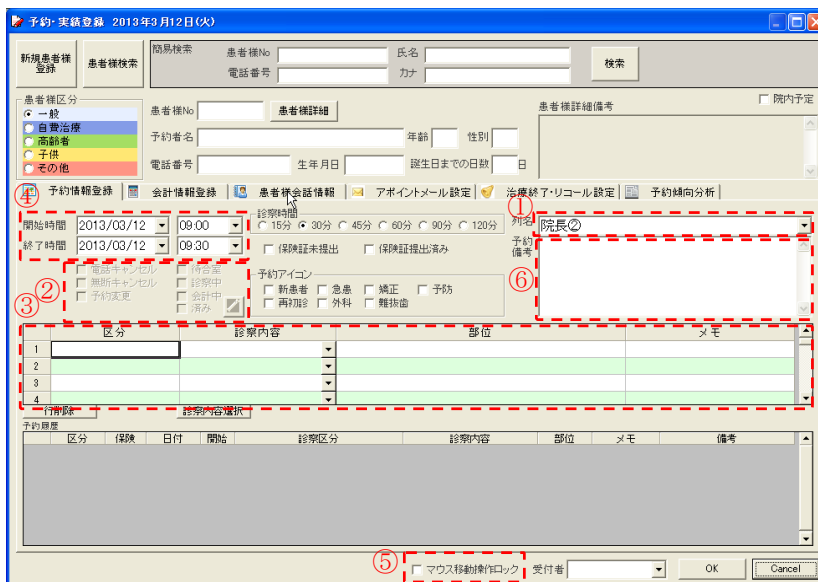 予約・実績登録 2013年3月12日(火)
新規患者様
登録
患者様検索
簡易検索
患者様No
氏名
電話番号
カナ
検索
患者様区分
一般
自費治療
高齢者
子供
その他
患者様No
患者様詳細
予約者名
年齢
性別
電話番号
生年月日
誕生日までの日数
日
患者様詳細備考
院内予定
④
予約情報登録
会計情報登録
患者様会話情報
アポイントメール設定
治療終了・リコール設定
予約傾向分析
開始時間 2013/03/12 09:00
終了時間 2013/03/12 09:30
診察時間
15分 30分 45分 60分 90分 120分
保険証未提出 保険証提出済み
①
列名 院長②
予約
備考
⑥
②
電話キャンセル 待合室
無断キャンセル 診察中
予約変更 会計中
済み
予約アイコン
新患者 急患 矯正 予防
再初診 外科 難抜歯
③
区分 診察内容 部位 メモ
1
2
3
4
行削除 診察内容選択
予約履歴
区分 保険 日付 開始 診察区分 診察内容 部位 メモ 備考
⑤
マウス移動操作ロック
受付者
OK
Cancel